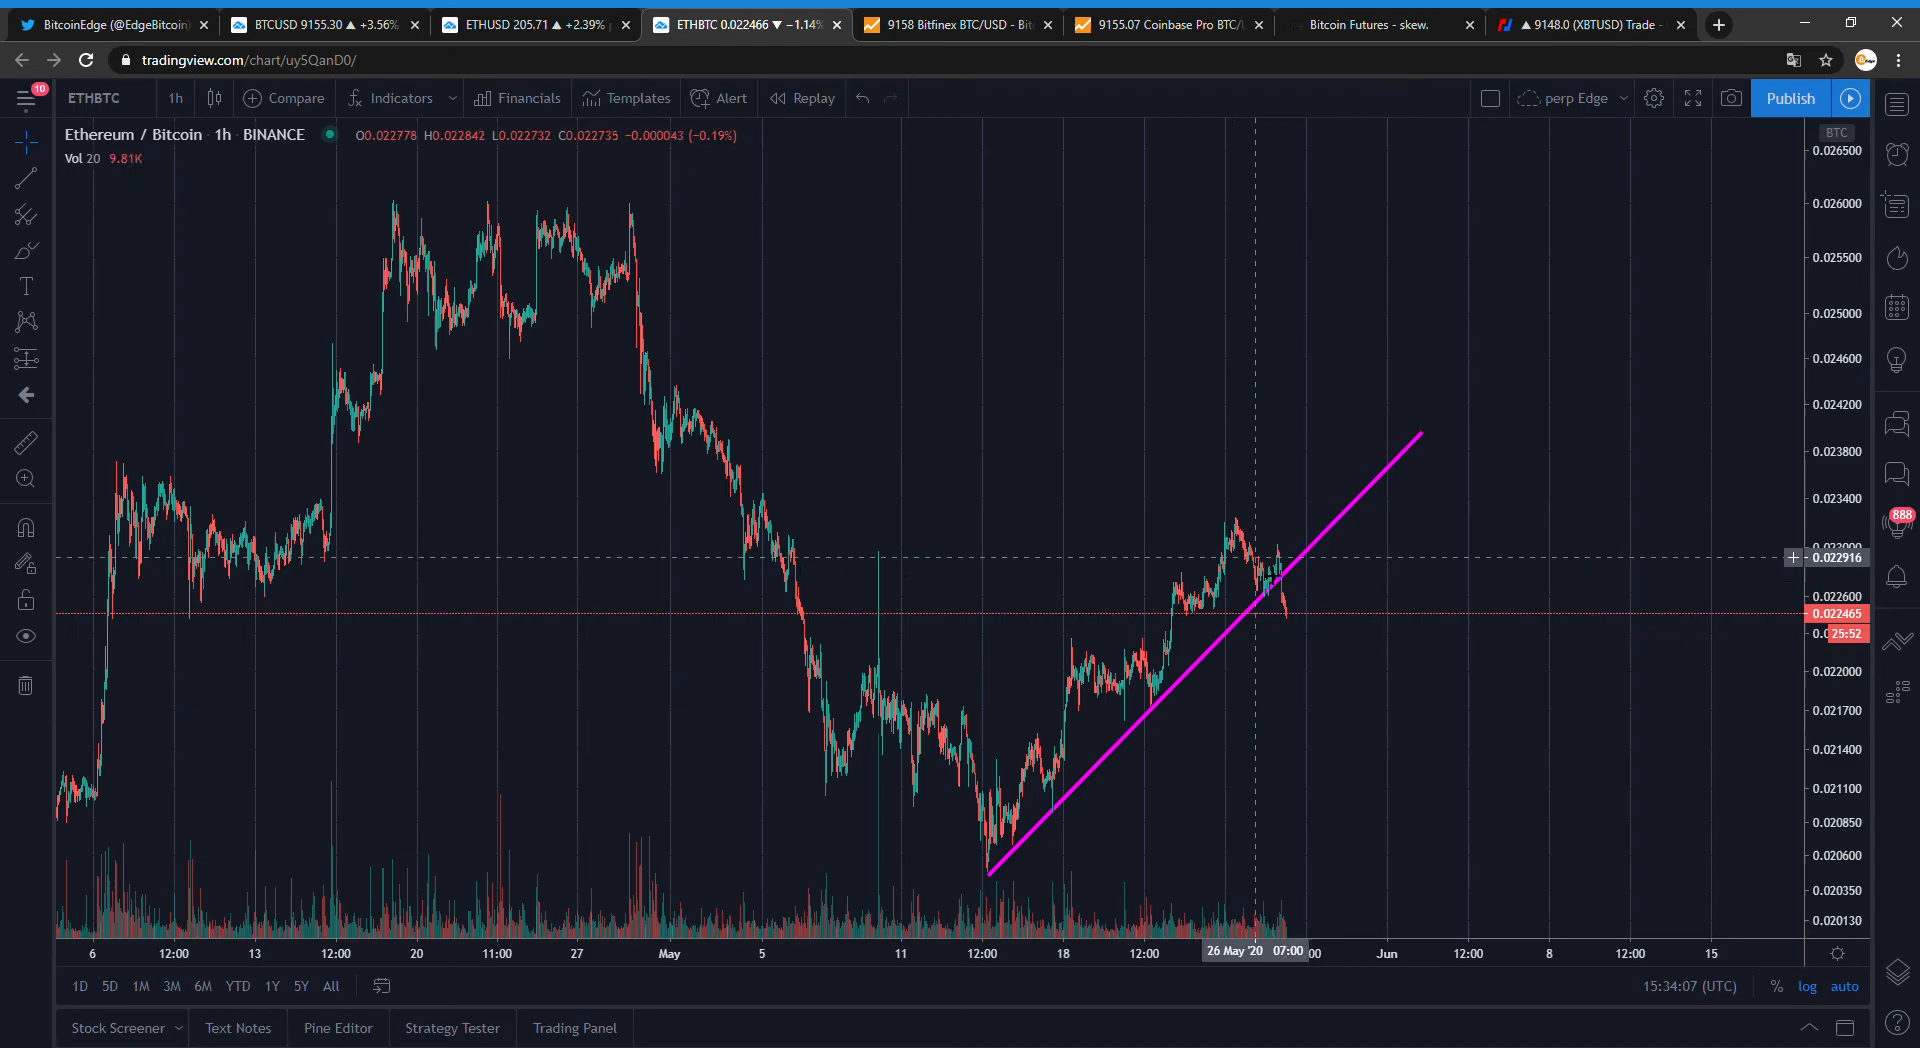 BitcoinEdge (@EdgeBitcoin)
BTCUSD 9155.30 ▲ +3.56%
ETHUSD 205.71 ▲ +2.39%
ETHBTC 0.022466 ▼ −1.14%
9158 Bitfinex BTC/USD - Bit
9155.07 Coinbase Pro BTC/U
Bitcoin Futures - skew.
▲ 9148.0 (XBTUSD) Trade -
tradingview.com/chart/uy5QanD0/
10
ETHBTC 1h Compare Indicators Financials Templates Alert Replay perp Edge Publish
Ethereum / Bitcoin · 1h · BINANCE O0.022778 H0.022842 L0.022732 C0.022735 −0.000043 (−0.19%)
Vol 20 9.81K
BTC
0.026500
0.026000
0.025500
0.025000
0.024600
0.024200
0.023800
0.023400
888
0.022916
0.022600
0.022465
25:52
0.022000
0.021700
0.021400
0.021100
0.020850
0.020600
0.020350
0.020130
6 12:00 13 12:00 20 11:00 27 May 5 11 12:00 18 12:00 26 May '20 07:00 :00 Jun 12:00 8 12:00 15
1D 5D 1M 3M 6M YTD 1Y 5Y All 15:34:07 (UTC) % log auto
Stock Screener Text Notes Pine Editor Strategy Tester Trading Panel